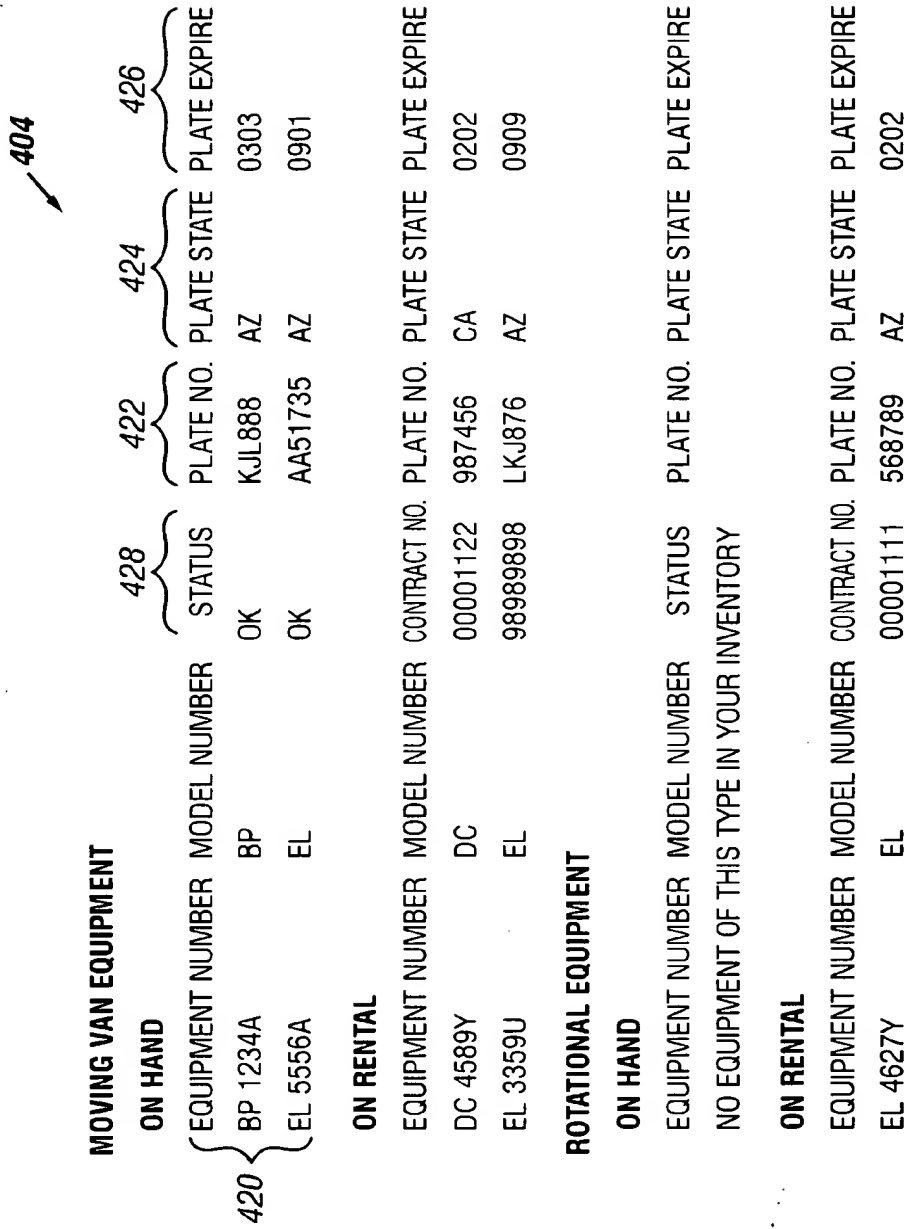 404
MOVING VAN EQUIPMENT
ON HAND
428 422 424 426
EQUIPMENT NUMBER MODEL NUMBER STATUS PLATE NO. PLATE STATE PLATE EXPIRE
420
BP 1234A BP OK KJL888 AZ 0303
EL 5556A EL OK AA51735 AZ 0901
ON RENTAL
EQUIPMENT NUMBER MODEL NUMBER CONTRACT NO. PLATE NO. PLATE STATE PLATE EXPIRE
DC 4589Y DC 00001122 987456 CA 0202
EL 3359U EL 98989898 LKJ876 AZ 0909
ROTATIONAL EQUIPMENT
ON HAND
EQUIPMENT NUMBER MODEL NUMBER STATUS PLATE NO. PLATE STATE PLATE EXPIRE
NO EQUIPMENT OF THIS TYPE IN YOUR INVENTORY
ON RENTAL
EQUIPMENT NUMBER MODEL NUMBER CONTRACT NO. PLATE NO. PLATE STATE PLATE EXPIRE
EL 4627Y EL 00001111 568789 AZ 0202